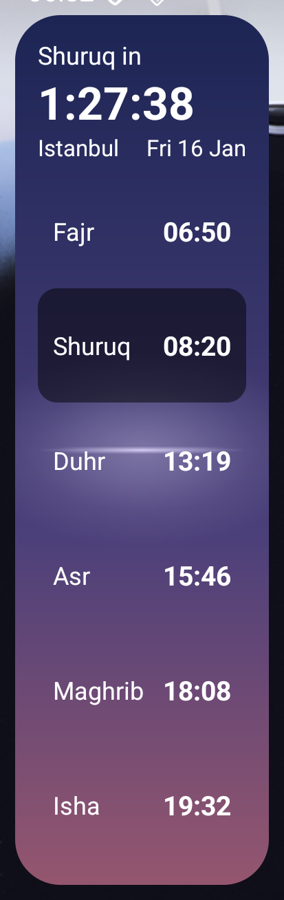 Shuruq in
1:27:38
Istanbul Fri 16 Jan
Fajr 06:50
Shuruq 08:20
Duhr 13:19
Asr 15:46
Maghrib 18:08
Isha 19:32